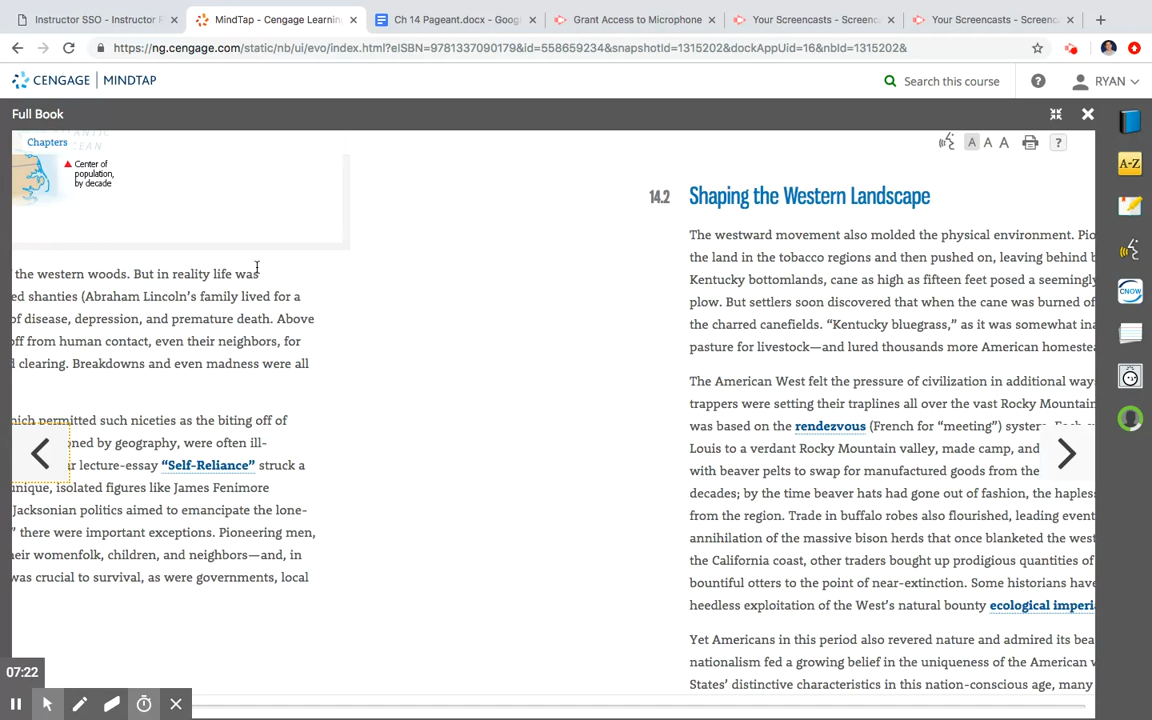 Instructor SSO - Instructor R
MindTap - Cengage Learnin
Ch 14 Pageant.docx - Goog
Grant Access to Microphone
Your Screencasts - Screenc
Your Screencasts - Screenc
https://ng.cengage.com/static/nb/ui/evo/index.html?eISBN=9781337090179&id=558659234&snapshotId=1315202&dockAppUid=16&nbId=1315202&
CENGAGE | MINDTAP
Search this course
RYAN
Full Book
Chapters
OCEAN
Center of
population,
by decade
A A A
A-Z
CNOW
the western woods. But in reality life was
ed shanties (Abraham Lincoln's family lived for a
of disease, depression, and premature death. Above
off from human contact, even their neighbors, for
clearing. Breakdowns and even madness were all
hich permitted such niceties as the biting off of
oned by geography, were often ill-
r lecture-essay "Self-Reliance" struck a
unique, isolated figures like James Fenimore
Jacksonian politics aimed to emancipate the lone-
" there were important exceptions. Pioneering men,
eir womenfolk, children, and neighbors—and, in
was crucial to survival, as were governments, local
14.2 Shaping the Western Landscape
The westward movement also molded the physical environment. Pio
the land in the tobacco regions and then pushed on, leaving behind b
Kentucky bottomlands, cane as high as fifteen feet posed a seemingly
plow. But settlers soon discovered that when the cane was burned of
the charred canefields. "Kentucky bluegrass," as it was somewhat ina
pasture for livestock—and lured thousands more American homestea
The American West felt the pressure of civilization in additional way
trappers were setting their traplines all over the vast Rocky Mountain
was based on the rendezvous (French for "meeting") system. Each
Louis to a verdant Rocky Mountain valley, made camp, and
with beaver pelts to swap for manufactured goods from the
decades; by the time beaver hats had gone out of fashion, the hapless
from the region. Trade in buffalo robes also flourished, leading event
annihilation of the massive bison herds that once blanketed the west
the California coast, other traders bought up prodigious quantities of
bountiful otters to the point of near-extinction. Some historians have
heedless exploitation of the West's natural bounty ecological imperi
Yet Americans in this period also revered nature and admired its bea
nationalism fed a growing belief in the uniqueness of the American w
States' distinctive characteristics in this nation-conscious age, many
07:22